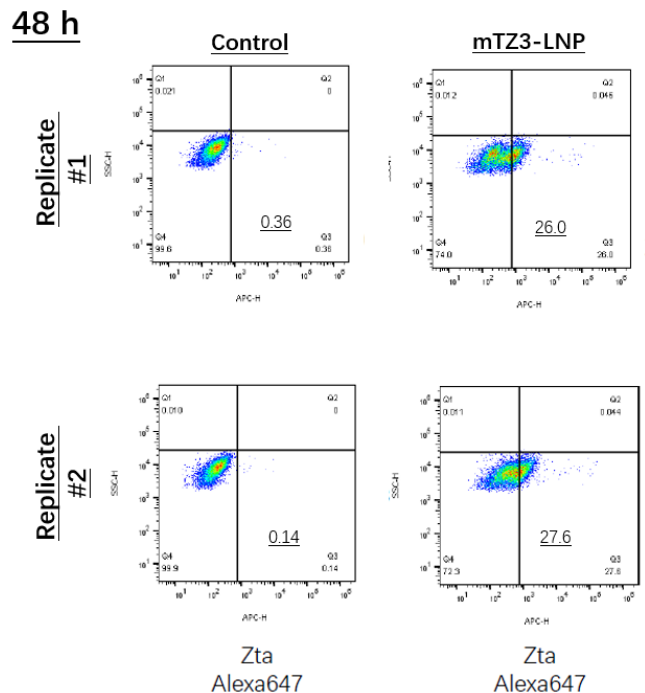 48 h
Control
mTZ3-LNP
Replicate
#1
Q1
0.021
Q2
0
SSC-H
0.36
Q4
99.6
Q3
0.36
APC-H
Q1
0.012
Q2
0.046
26.0
Q4
74.0
Q3
26.0
APC-H
Replicate
#2
Q1
0.010
Q2
0
SSC-H
0.14
Q4
99.9
Q3
0.14
APC-H
Q1
0.011
Q2
0.044
SSC-H
27.6
Q4
72.3
Q3
27.6
APC-H
Zta
Alexa647
Zta
Alexa647